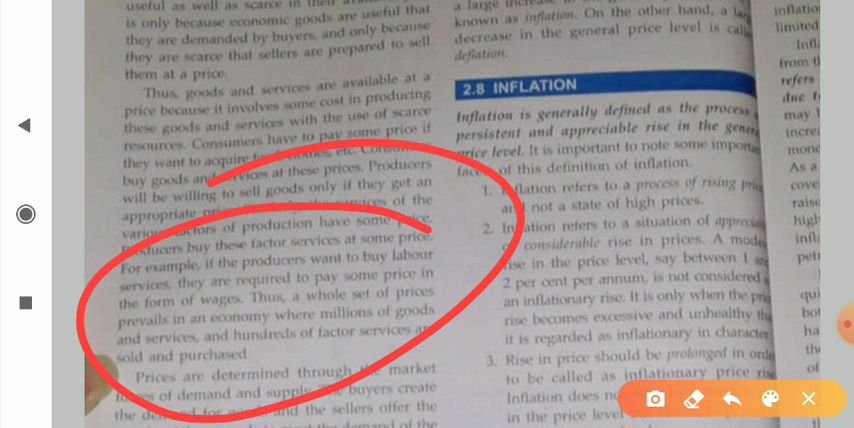 useful as well as scarce in their
is only because economic goods are useful that
they are demanded by buyers, and only because
they are scarce that sellers are prepared to sell
them at a price.
Thus, goods and services are available at a
price because it involves some cost in producing
these goods and services with the use of scarce
resources. Consumers have to pay some price if
they want to acquire
buy goods and services at these prices. Producers
will be willing to sell goods only if they get an
appropriate services of the
various factors of production have some price.
Producers buy these factor services at some price.
For example, if the producers want to buy labour
services, they are required to pay some price in
the form of wages. Thus, a whole set of prices
prevails in an economy where millions of goods
and services, and hundreds of factor services are
sold and purchased.
Prices are determined through the market
forces of demand and supply. The buyers create
the demand for and the sellers offer the
demand of the
a large
known as inflation. On the other hand, a
decrease in the general price level is
deflation.
2.8 INFLATION
Inflation is generally defined as the process
persistent and appreciable rise in the
price level. It is important to note some
of this definition of inflation.
1. Inflation refers to a process of rising
and not a state of high prices.
2. Inflation refers to a situation of
considerable rise in prices. A
rise in the price level, say between 1
2 per cent per annum, is not considered
an inflationary rise. It is only when the
rise becomes excessive and unhealthy
it is regarded as inflationary in character
3. Rise in price should be prolonged in
to be called as inflationary price
Inflation does
in the price level
limited
from
refers
due
may
As a